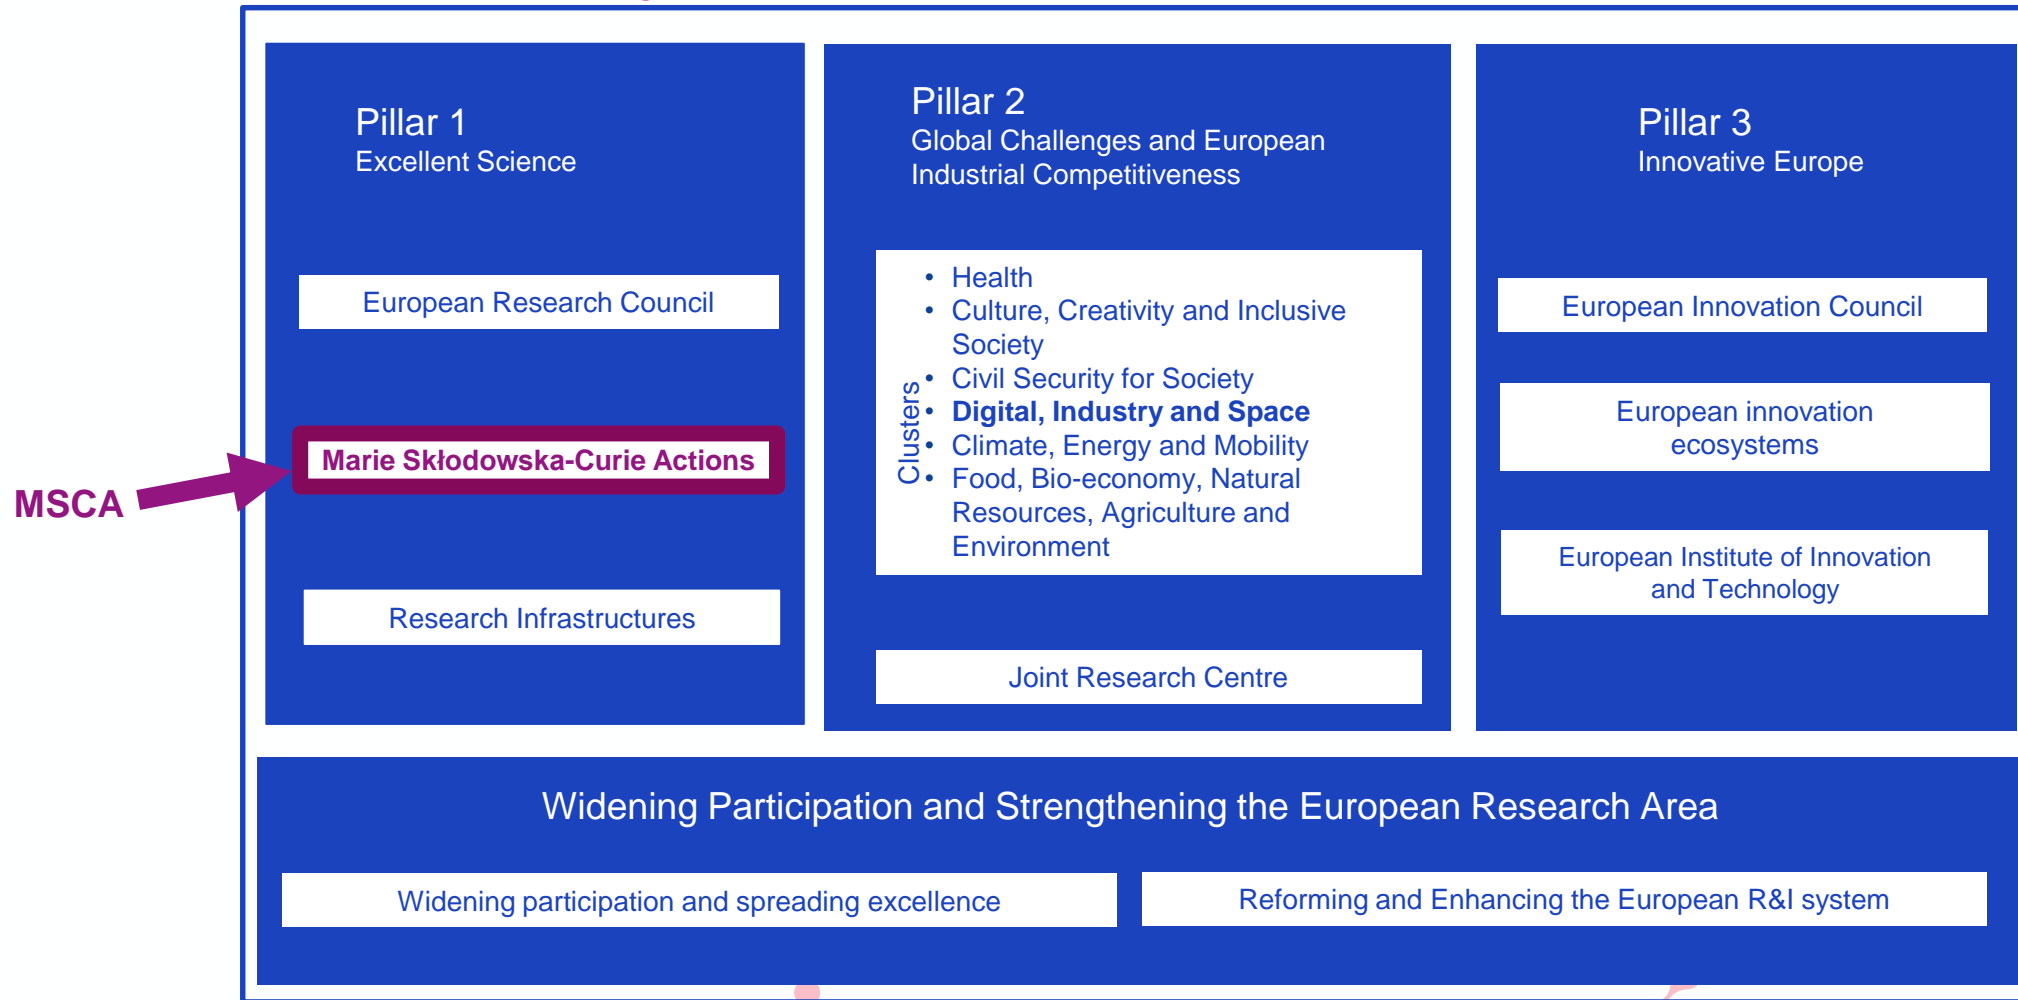 Pillar 1
Excellent Science
European Research Council
Marie Skłodowska-Curie Actions
MSCA
Research Infrastructures
Pillar 2
Global Challenges and European
Industrial Competitiveness
Clusters
• Health
• Culture, Creativity and Inclusive
Society
• Civil Security for Society
• Digital, Industry and Space
• Climate, Energy and Mobility
• Food, Bio-economy, Natural
Resources, Agriculture and
Environment
Joint Research Centre
Pillar 3
Innovative Europe
European Innovation Council
European innovation
ecosystems
European Institute of Innovation
and Technology
Widening Participation and Strengthening the European Research Area
Widening participation and spreading excellence
Reforming and Enhancing the European R&I system